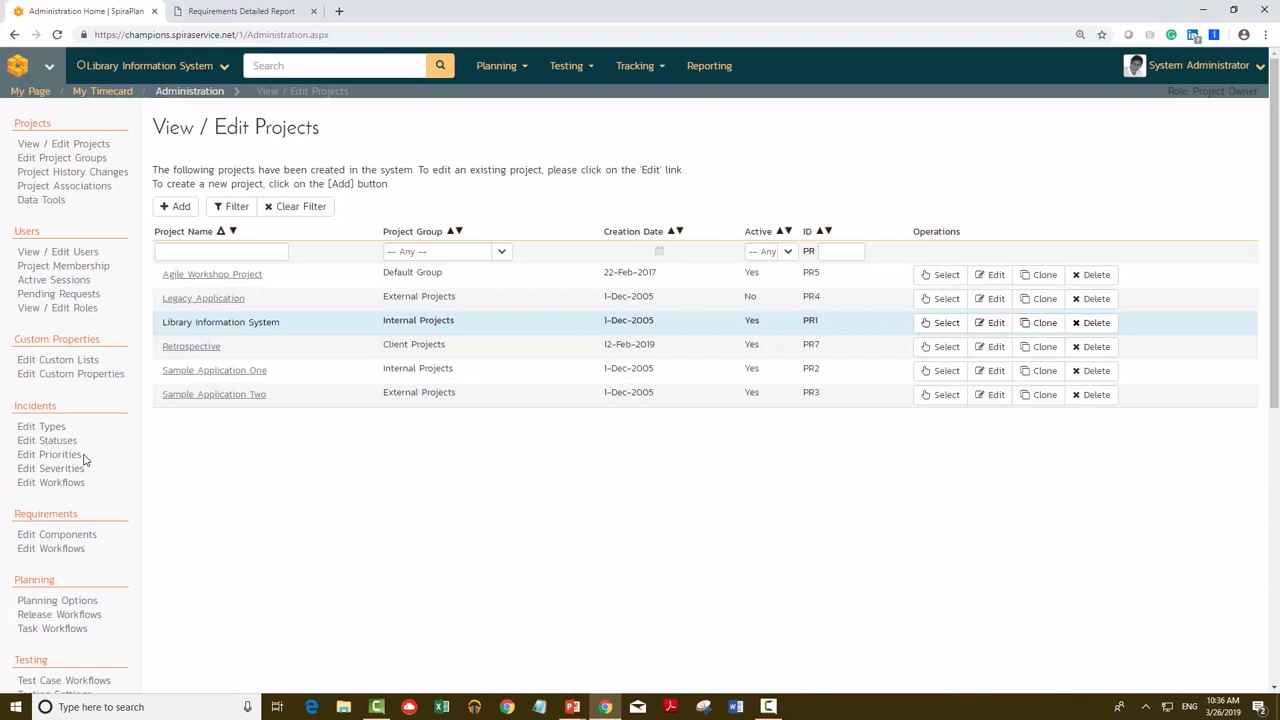 Administration Home | SpiraPlan
Requirements Detailed Report
https://champions.spiraservice.net/1/Administration.aspx
Library Information System
Search
Planning
Testing
Tracking
Reporting
System Administrator
My Page / My Timecard / Administration View / Edit Projects
Role: Project Owner
Projects
View / Edit Projects
Edit Project Groups
Project History Changes
Project Associations
Data Tools
Users
View / Edit Users
Project Membership
Active Sessions
Pending Requests
View / Edit Roles
Custom Properties
Edit Custom Lists
Edit Custom Properties
Incidents
Edit Types
Edit Statuses
Edit Priorities
Edit Severities
Edit Workflows
Requirements
Edit Components
Edit Workflows
Planning
Planning Options
Release Workflows
Task Workflows
Testing
Test Case Workflows
Testing Settings
View / Edit Projects
The following projects have been created in the system. To edit an existing project, please click on the 'Edit' link.
To create a new project, click on the [Add] button.
Add Filter Clear Filter
Project Name Project Group Creation Date Active ID Operations
-- Any -- -- Any PR
Agile Workshop Project Default Group 22-Feb-2017 Yes PR5 Select Edit Clone Delete
Legacy Application External Projects 1-Dec-2005 No PR4 Select Edit Clone Delete
Library Information System Internal Projects 1-Dec-2005 Yes PR1 Select Edit Clone Delete
Retrospective Client Projects 12-Feb-2019 Yes PR7 Select Edit Clone Delete
Sample Application One Internal Projects 1-Dec-2005 Yes PR2 Select Edit Clone Delete
Sample Application Two External Projects 1-Dec-2005 Yes PR3 Select Edit Clone Delete
Type here to search
10:36 AM
3/26/2019